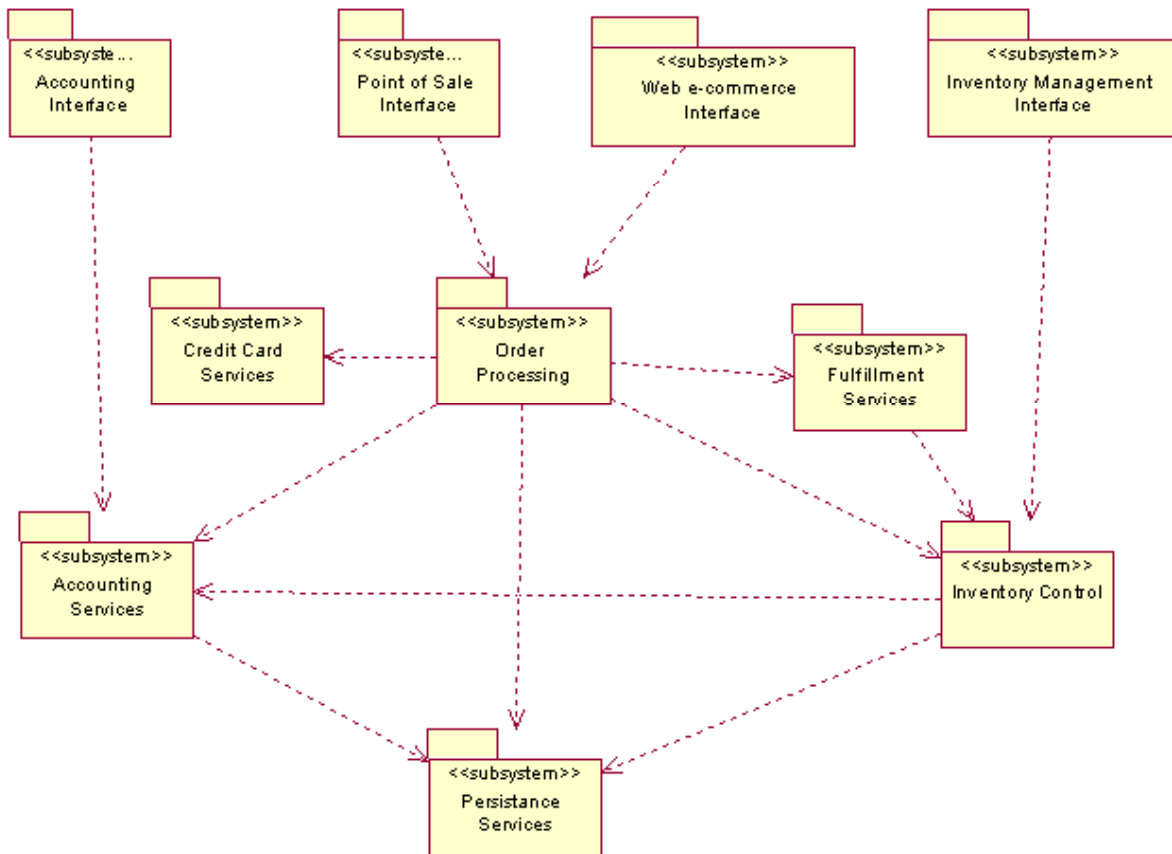 <<subsyste...
Accounting
Interface
<<subsyste...
Point of Sale
Interface
<<subsystem>>
Web e-commerce
Interface
<<subsystem>>
Inventory Management
Interface
<<subsystem>>
Credit Card
Services
<<subsystem>>
Order
Processing
<<subsystem>>
Fulfillment
Services
<<subsystem>>
Accounting
Services
<<subsystem>>
Inventory Control
<<subsystem>>
Persistance
Services